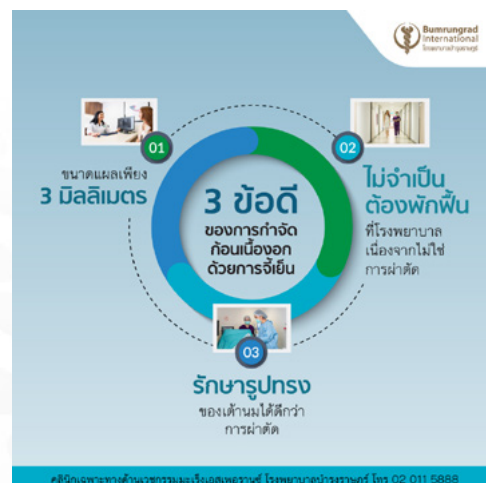 Bumrungrad
International
โรงพยาบาลบำรุงราษฎร์
01
ขนาดแผลเพียง
3 มิลลิเมตร
02
ไม่จำเป็น
ต้องพักฟื้น
ที่โรงพยาบาล
เนื่องจากไม่ใช่
การผ่าตัด
3 ข้อดี
ของการกำจัด
ก้อนเนื้องอก
ด้วยการจี้เย็น
03
รักษารูปทรง
ของเต้านมได้ดีกว่า
การผ่าตัด
คลินิกเฉพาะทางด้านเวชกรรมมะเร็งเอสเพอรานซ์ โรงพยาบาลบำรุงราษฎร์ โทร 02 011 5888